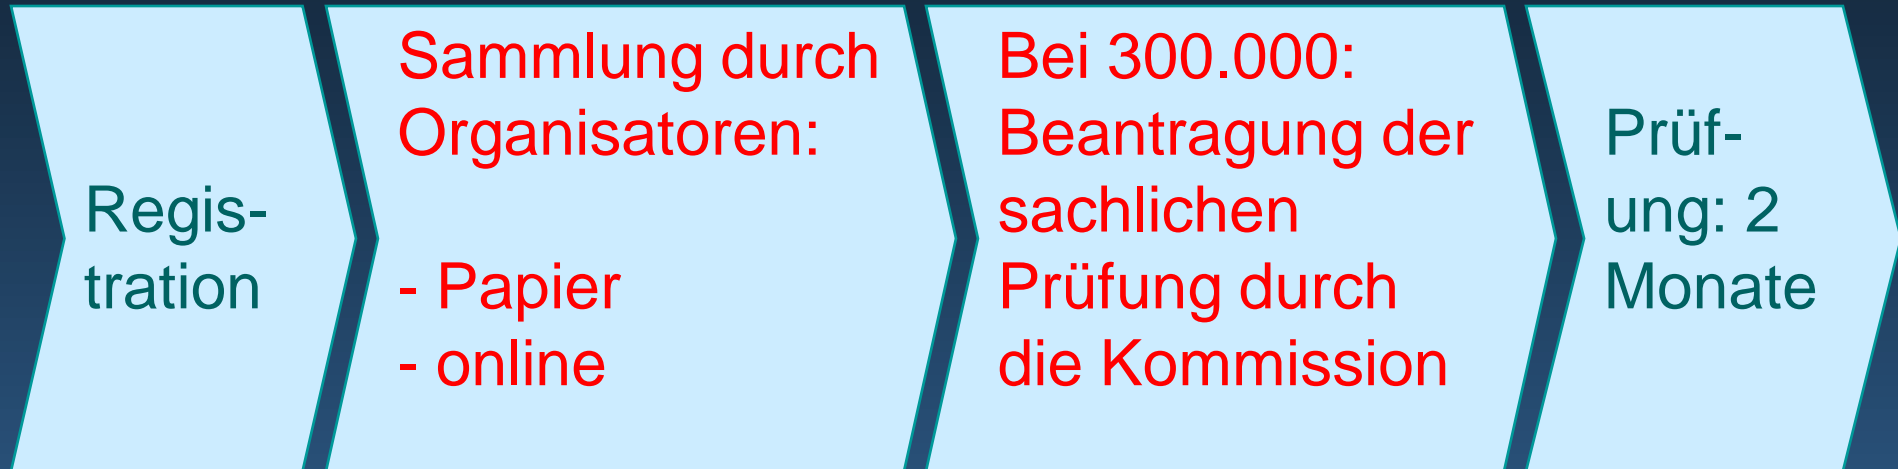 Regis-
tration
Sammlung durch
Organisatoren:
- Papier
- online
Bei 300.000:
Beantragung der
sachlichen
Prüfung durch
die Kommission
Prüf-
ung: 2
Monate